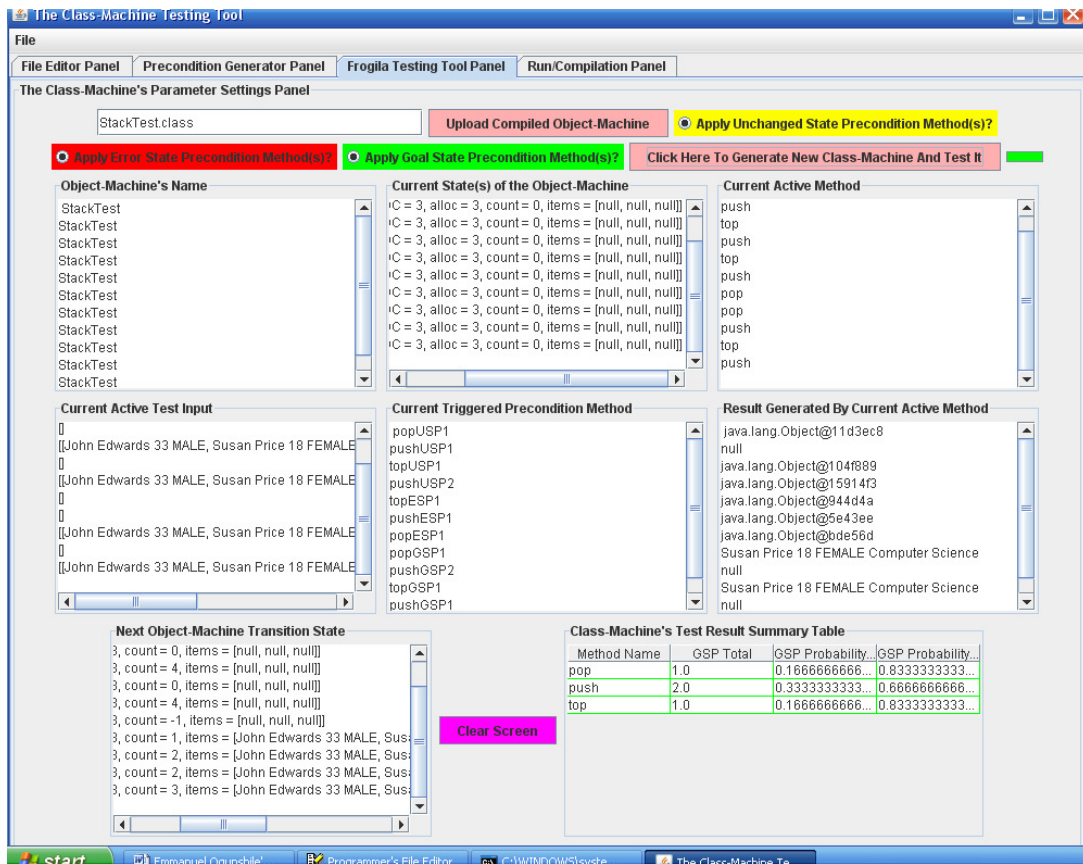 The Class-Machine Testing Tool
File
File Editor Panel
Precondition Generator Panel
Frogila Testing Tool Panel
Run/Compilation Panel
The Class-Machine's Parameter Settings Panel
StackTest.class
Upload Compiled Object-Machine
Apply Unchanged State Precondition Method(s)?
Apply Error State Precondition Method(s)?
Apply Goal State Precondition Method(s)?
Click Here To Generate New Class-Machine And Test It
Object-Machine's Name
StackTest
StackTest
StackTest
StackTest
StackTest
StackTest
StackTest
StackTest
StackTest
StackTest
StackTest
Current State(s) of the Object-Machine
C = 3, alloc = 3, count = 0, items = [null, null, null]]
C = 3, alloc = 3, count = 0, items = [null, null, null]]
C = 3, alloc = 3, count = 0, items = [null, null, null]]
C = 3, alloc = 3, count = 0, items = [null, null, null]]
C = 3, alloc = 3, count = 0, items = [null, null, null]]
C = 3, alloc = 3, count = 0, items = [null, null, null]]
C = 3, alloc = 3, count = 0, items = [null, null, null]]
C = 3, alloc = 3, count = 0, items = [null, null, null]]
C = 3, alloc = 3, count = 0, items = [null, null, null]]
Current Active Method
push
top
push
top
push
pop
pop
push
top
push
Current Active Test Input
[]
[[John Edwards 33 MALE, Susan Price 18 FEMALE
[]
[[John Edwards 33 MALE, Susan Price 18 FEMALE
[]
[]
[[John Edwards 33 MALE, Susan Price 18 FEMALE
[]
[[John Edwards 33 MALE, Susan Price 18 FEMALE
Current Triggered Precondition Method
popUSP1
pushUSP1
topUSP1
pushUSP2
topESP1
pushESP1
popESP1
popGSP1
pushGSP2
topGSP1
pushGSP1
Result Generated By Current Active Method
java.lang.Object@11d3ec8
null
java.lang.Object@104f889
java.lang.Object@15914f3
java.lang.Object@944d4a
java.lang.Object@5e43ee
java.lang.Object@bde56d
Susan Price 18 FEMALE Computer Science
null
Susan Price 18 FEMALE Computer Science
null
Next Object-Machine Transition State
3, count = 0, items = [null, null, null]]
3, count = 4, items = [null, null, null]]
3, count = 0, items = [null, null, null]]
3, count = 4, items = [null, null, null]]
3, count = -1, items = [null, null, null]]
3, count = 1, items = [John Edwards 33 MALE, Sus
3, count = 2, items = [John Edwards 33 MALE, Sus
3, count = 2, items = [John Edwards 33 MALE, Sus
3, count = 3, items = [John Edwards 33 MALE, Sus
Clear Screen
Class-Machine's Test Result Summary Table
Method Name GSP Total GSP Probability... GSP Probability...
pop 1.0 0.1666666666... 0.8333333333...
push 2.0 0.3333333333... 0.6666666666...
top 1.0 0.1666666666... 0.8333333333...
start
Emmanuel Ogunshile'...
Programmer's File Editor
C:\WINDOWS\syste...
The Class-Machine Te...